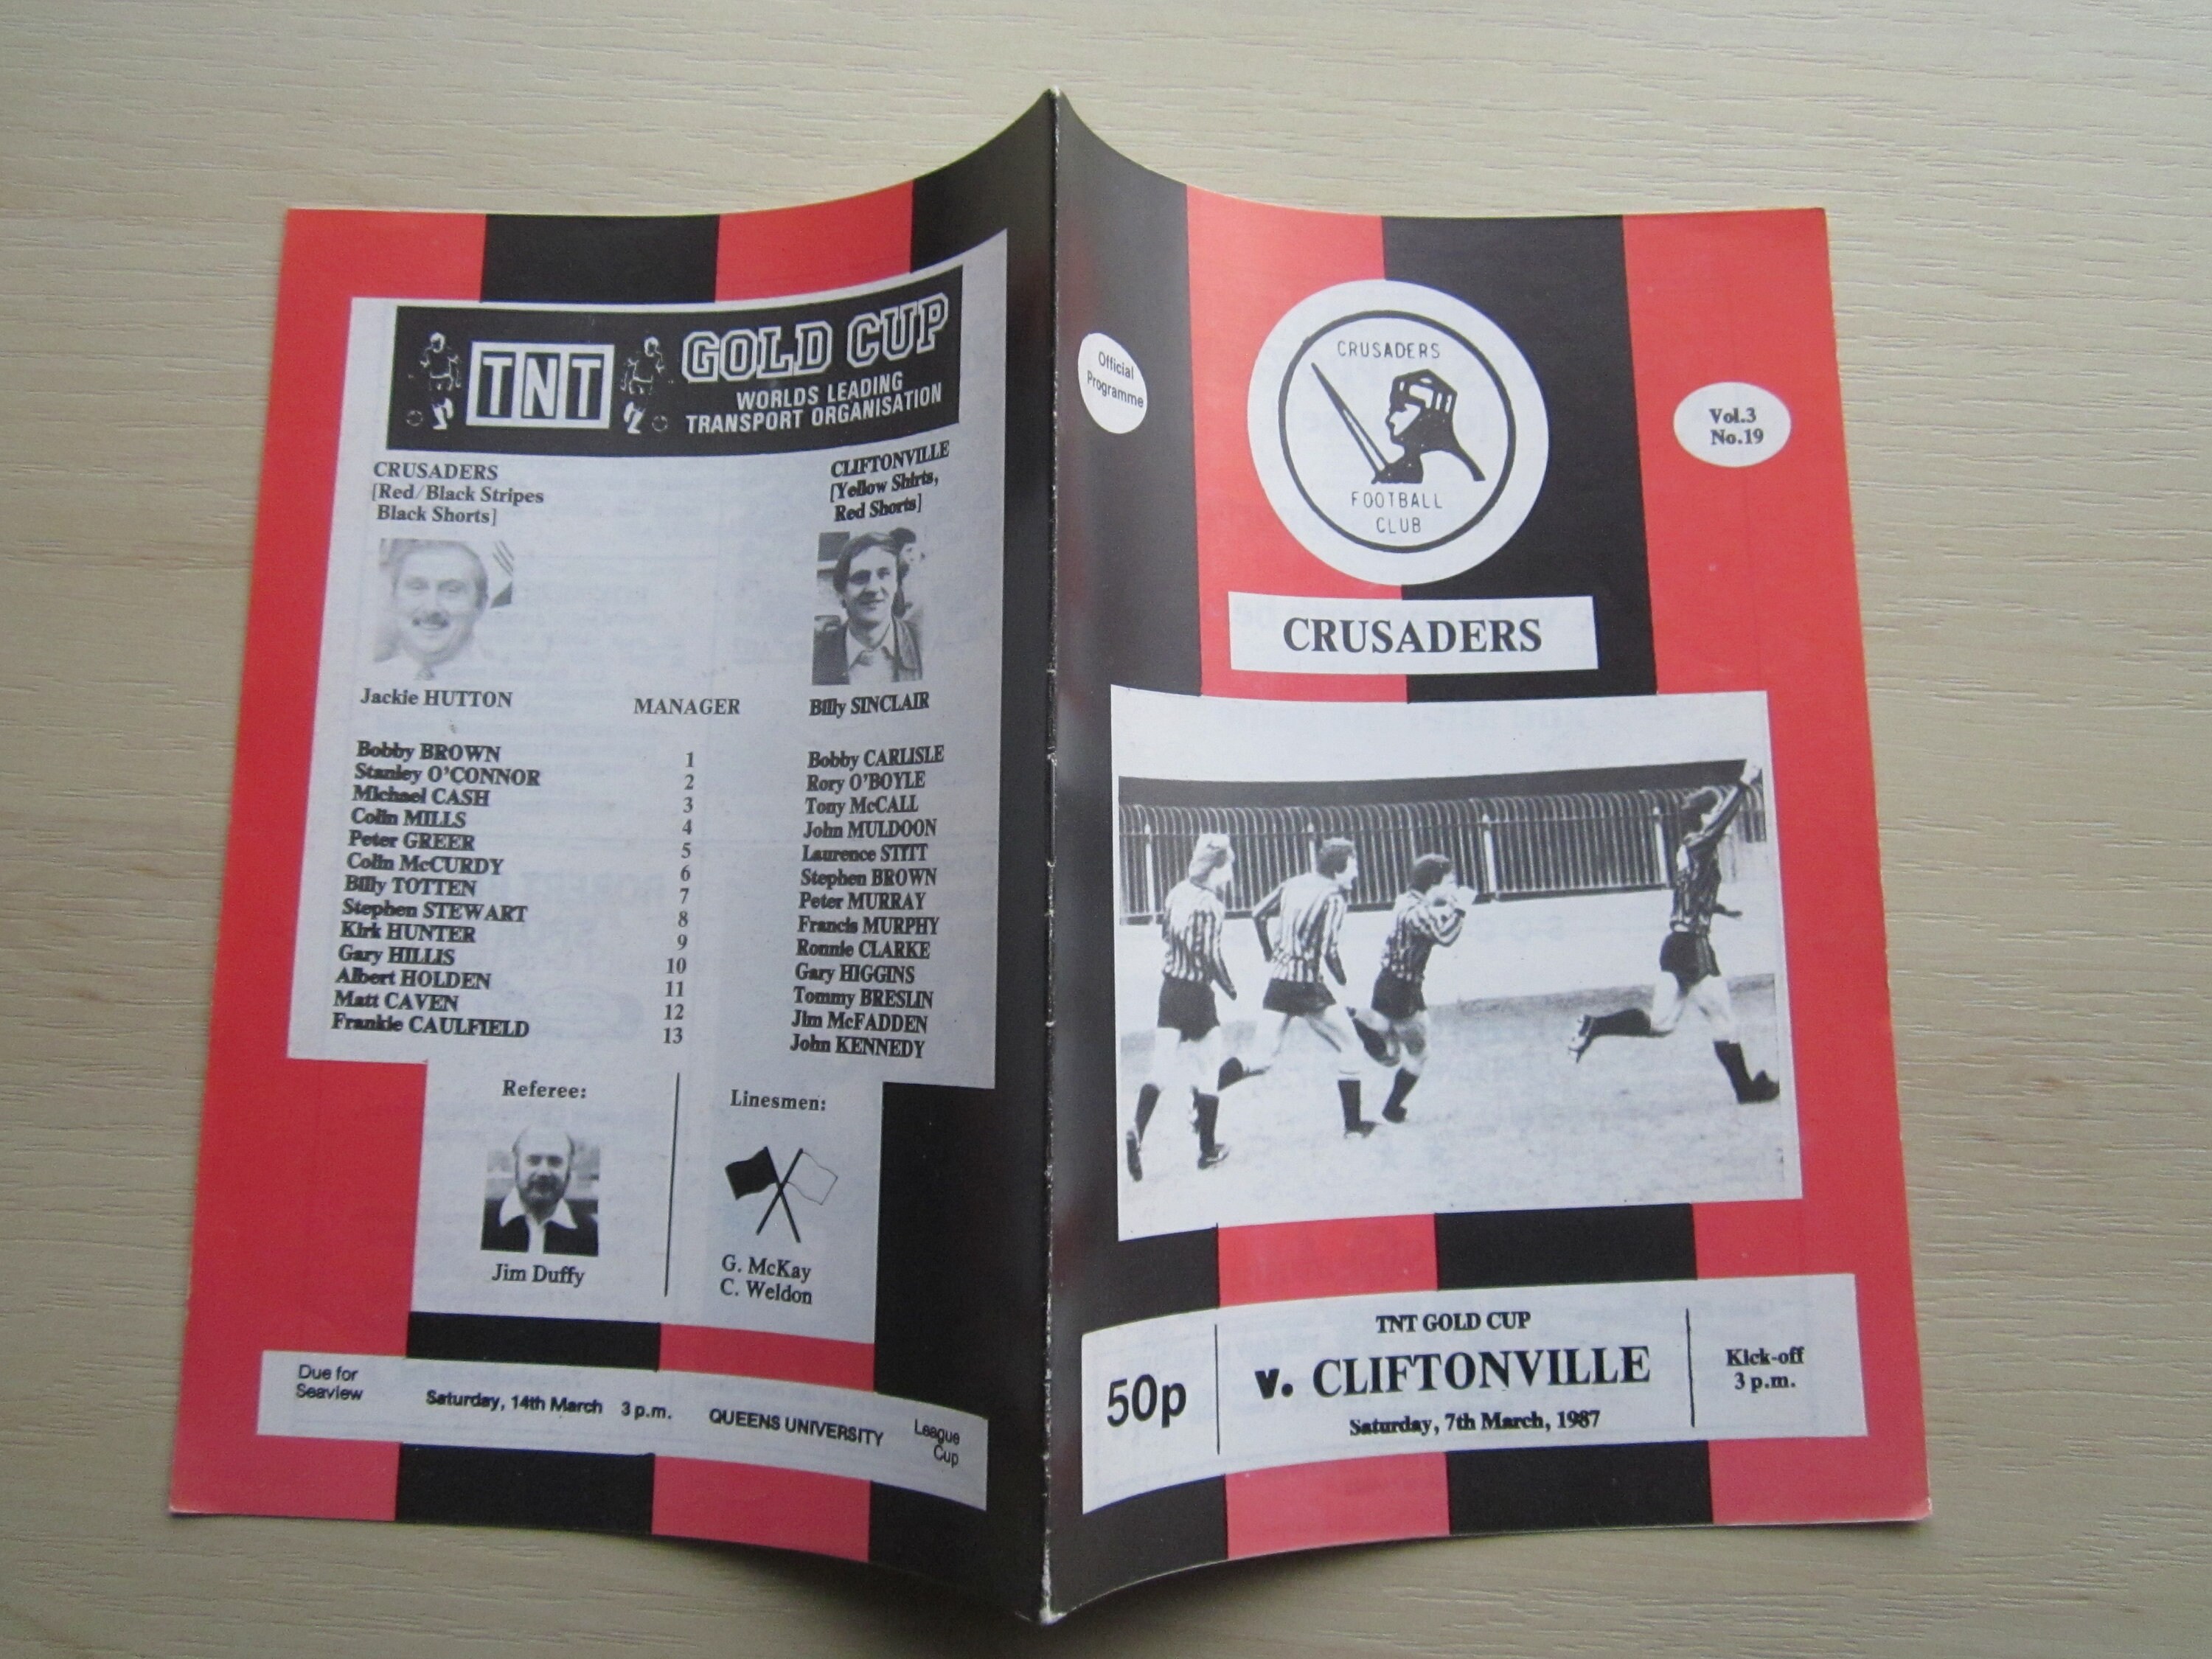 TNT
GOLD CUP
WORLDS LEADING
TRANSPORT ORGANISATION
CRUSADERS
[Red/Black Stripes
Black Shorts]
CLIFTONVILLE
[Yellow Shirts,
Red Shorts]
Jackie HUTTON MANAGER Billy SINCLAIR
Bobby BROWN 1 Bobby CARLISLE
Stanley O'CONNOR 2 Rory O'BOYLE
Michael CASH 3 Tony McCALL
Colin MILLS 4 John MULDOON
Peter GREER 5 Laurence STITT
Colin McCURDY 6 Stephen BROWN
Billy TOTTEN 7 Peter MURRAY
Stephen STEWART 8 Francis MURPHY
Kirk HUNTER 9 Ronnie CLARKE
Gary HILLIS 10 Gary HIGGINS
Albert HOLDEN 11 Tommy BRESLIN
Matt CAVEN 12 Jim McFADDEN
Frankie CAULFIELD 13 John KENNEDY
Referee:
Jim Duffy
Linesmen:
G. McKay
C. Weldon
Due for
Seaview
Saturday, 14th March 3 p.m. QUEENS UNIVERSITY
League
Cup
Official
Programme
CRUSADERS
FOOTBALL
CLUB
Vol.3
No.19
CRUSADERS
50p
TNT GOLD CUP
v. CLIFTONVILLE
Saturday, 7th March, 1987
Kick-off
3 p.m.